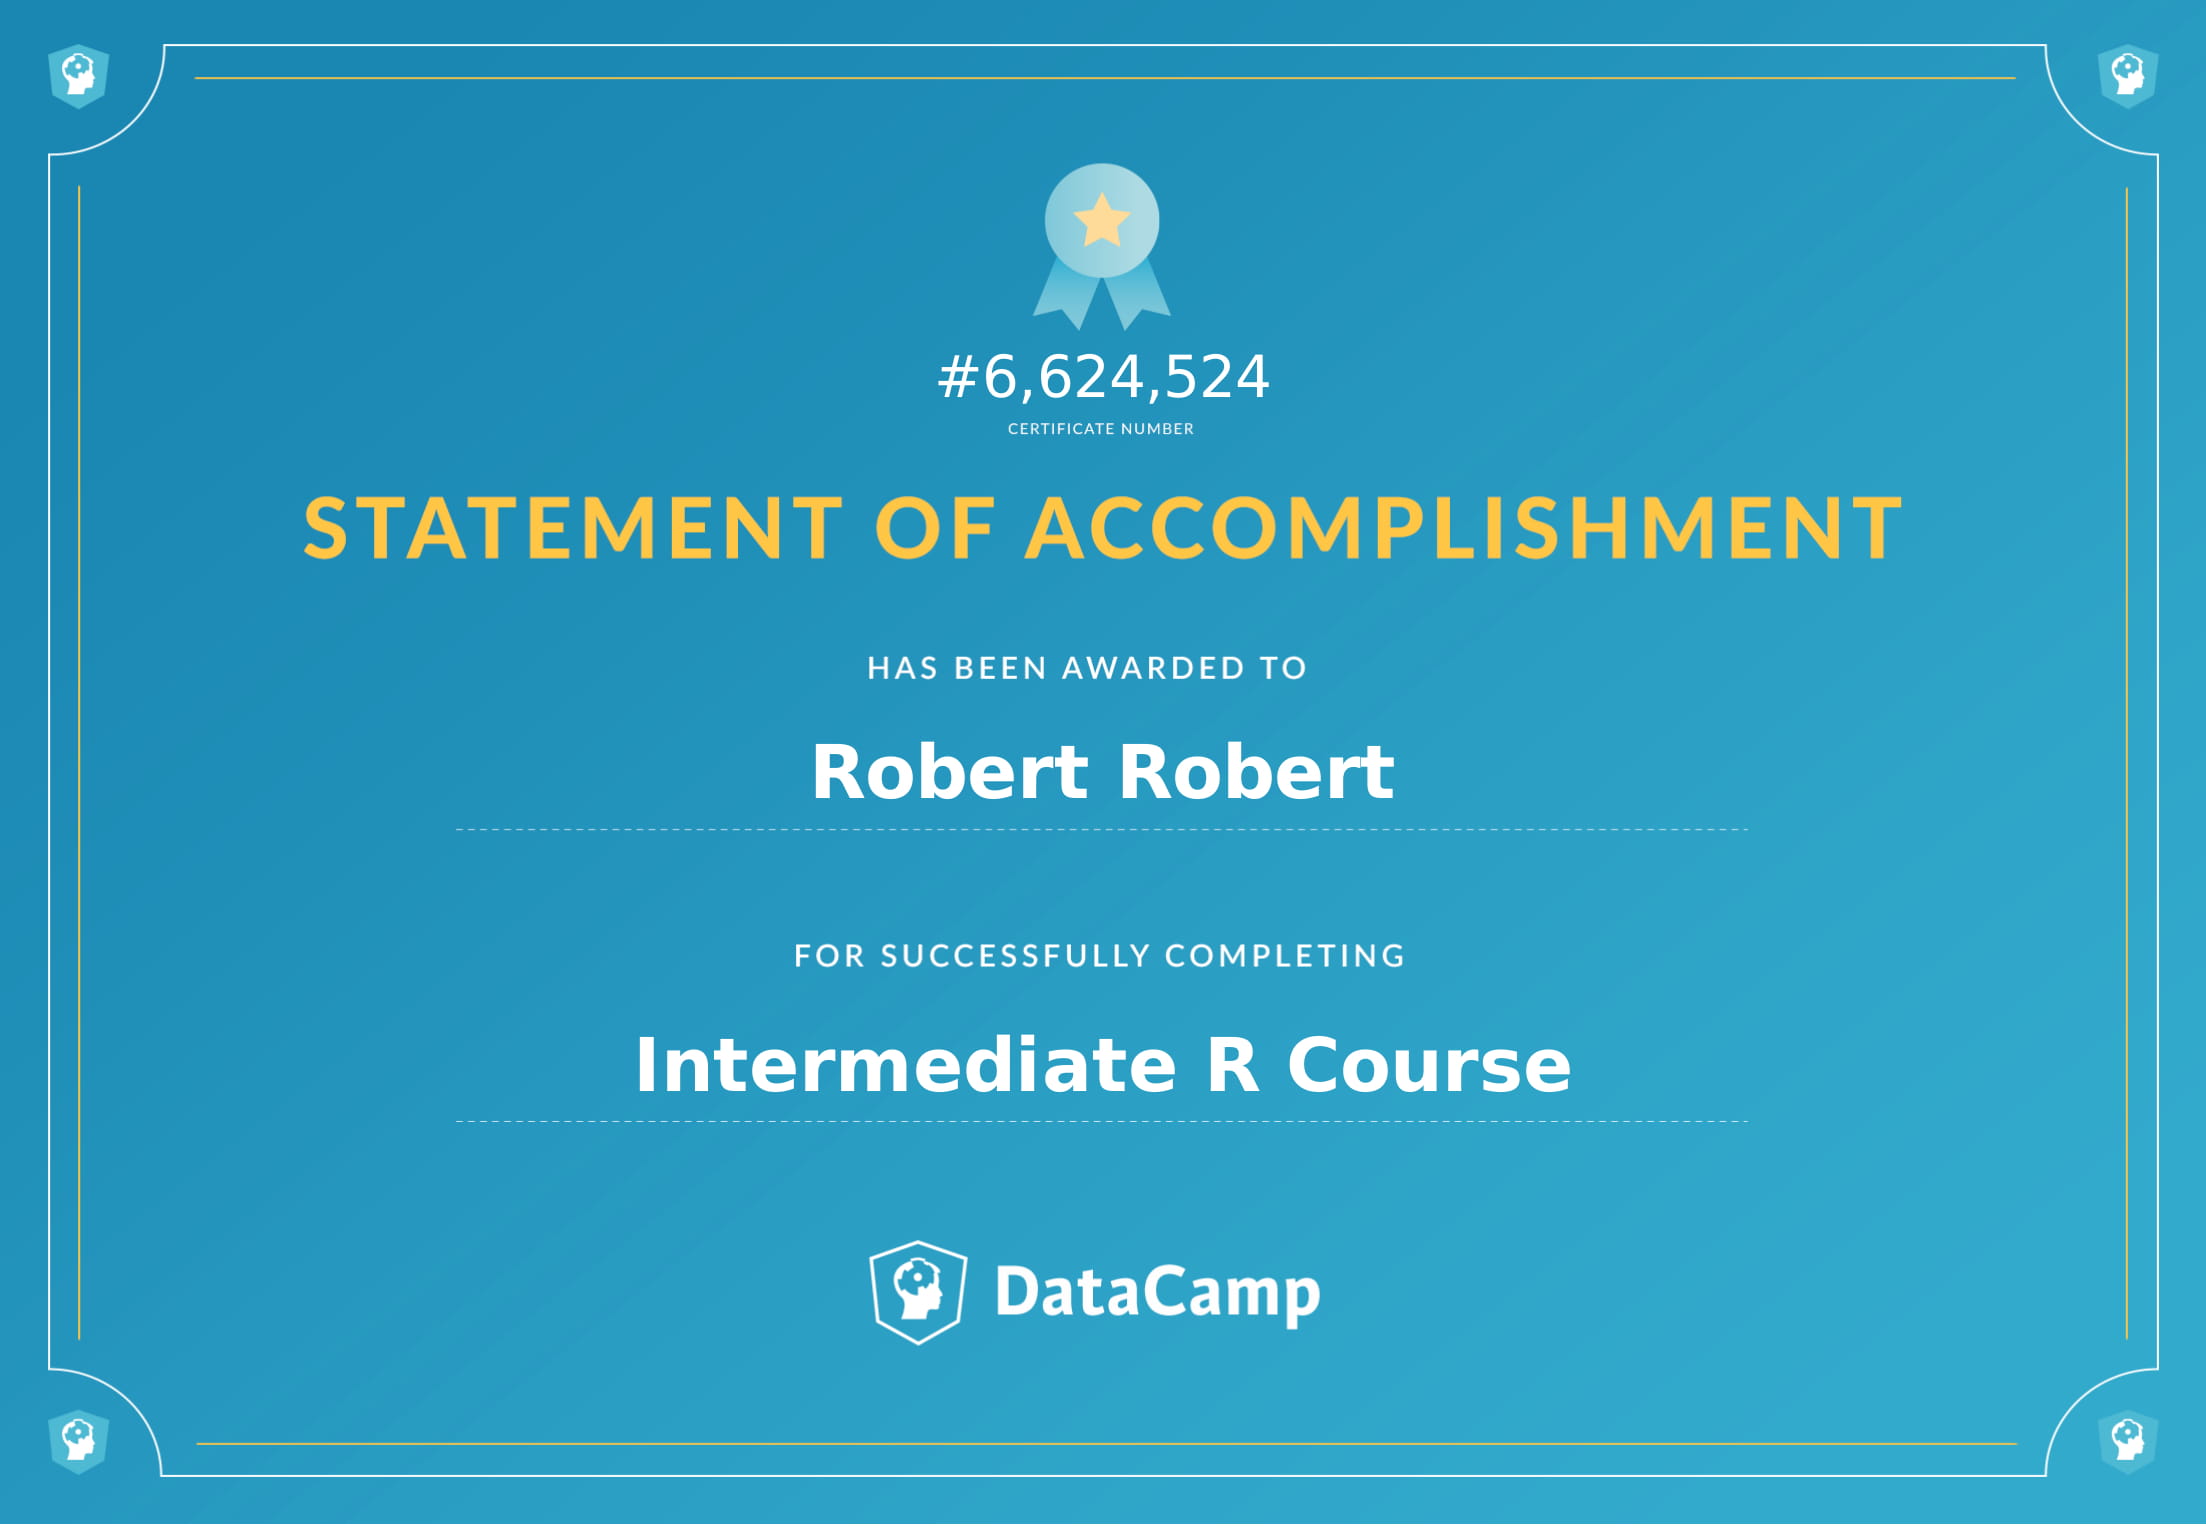 #6,624,524
CERTIFICATE NUMBER
STATEMENT OF ACCOMPLISHMENT
HAS BEEN AWARDED TO
Robert Robert
FOR SUCCESSFULLY COMPLETING
Intermediate R Course
DataCamp